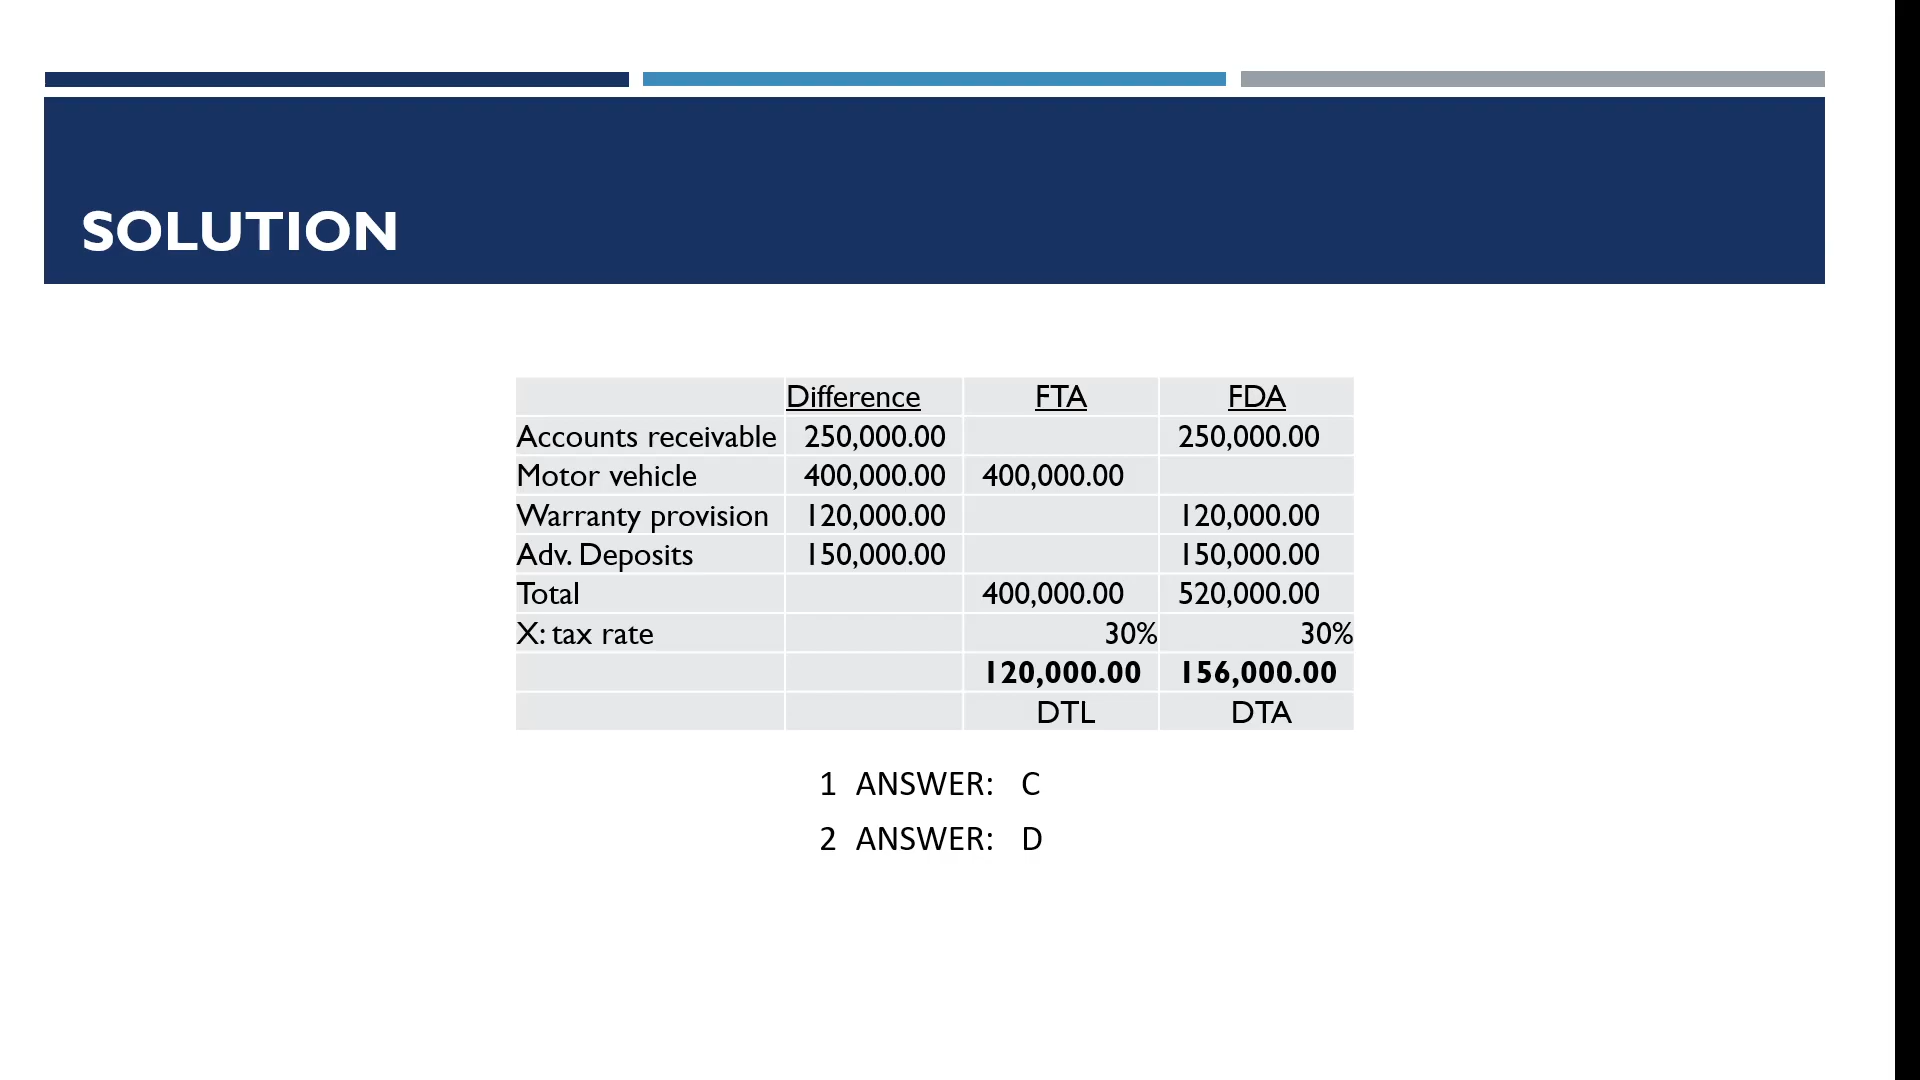 SOLUTION
Difference FTA FDA
Accounts receivable 250,000.00 250,000.00
Motor vehicle 400,000.00 400,000.00
Warranty provision 120,000.00 120,000.00
Adv. Deposits 150,000.00 150,000.00
Total 400,000.00 520,000.00
X: tax rate 30% 30%
120,000.00 156,000.00
DTL DTA
1 ANSWER: C
2 ANSWER: D